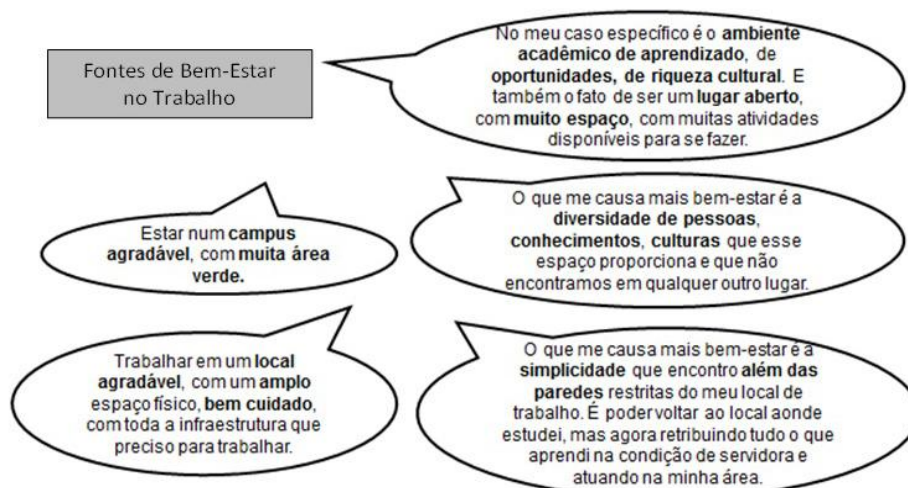 Fontes de Bem-Estar
no Trabalho
No meu caso específico é o ambiente
acadêmico de aprendizado, de
oportunidades, de riqueza cultural. E
também o fato de ser um lugar aberto,
com muito espaço, com muitas atividades
disponíveis para se fazer.
Estar num campus
agradável, com muita área
verde.
O que me causa mais bem-estar é a
diversidade de pessoas,
conhecimentos, culturas que esse
espaço proporciona e que não
encontramos em qualquer outro lugar.
Trabalhar em um local
agradável, com um amplo
espaço físico, bem cuidado,
com toda a infraestrutura que
preciso para trabalhar.
O que me causa mais bem-estar é a
simplicidade que encontro além das
paredes restritas do meu local de
trabalho. É poder voltar ao local aonde
estudei, mas agora retribuindo tudo o que
aprendi na condição de servidora e
atuando na minha área.